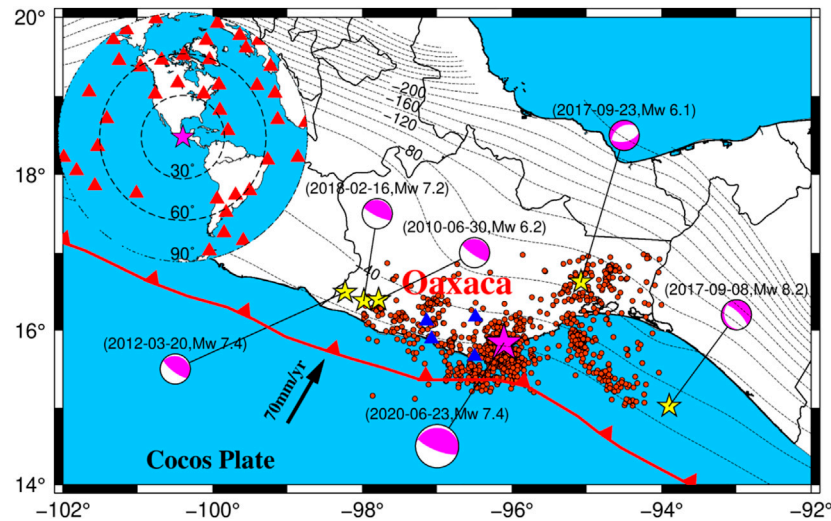 20°
18°
16°
14°
−102°
−100°
−98°
−96°
−94°
−92°
30°
60°
90°
−200
−160
−120
−80
−40
(2017-09-23,Mw 6.1)
(2018-02-16,Mw 7.2)
(2010-06-30,Mw 6.2)
Oaxaca
(2017-09-08,Mw 8.2)
(2012-03-20,Mw 7.4)
70mm/yr
(2020-06-23,Mw 7.4)
Cocos Plate